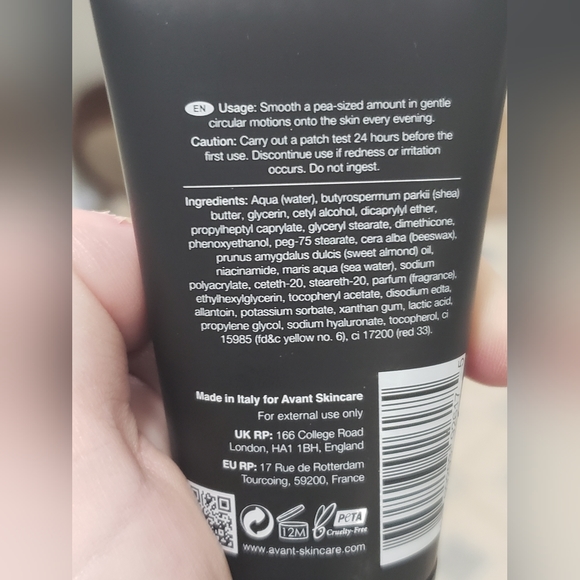 EN Usage: Smooth a pea-sized amount in gentle
circular motions onto the skin every evening.
Caution: Carry out a patch test 24 hours before the
first use. Discontinue use if redness or irritation
occurs. Do not ingest.
Ingredients: Aqua (water), butyrospermum parkii (shea)
butter, glycerin, cetyl alcohol, dicaprylyl ether,
propylheptyl caprylate, glyceryl stearate, dimethicone,
phenoxyethanol, peg-75 stearate, cera alba (beeswax),
prunus amygdalus dulcis (sweet almond) oil,
niacinamide, maris aqua (sea water), sodium
polyacrylate, ceteth-20, steareth-20, parfum (fragrance),
ethylhexylglycerin, tocopheryl acetate, disodium edta,
allantoin, potassium sorbate, xanthan gum, lactic acid,
propylene glycol, sodium hyaluronate, tocopherol, ci
15985 (fd&c yellow no. 6), ci 17200 (red 33).
Made in Italy for Avant Skincare
For external use only
UK RP: 166 College Road
London, HA1 1BH, England
EU RP: 17 Rue de Rotterdam
Tourcoing, 59200, France
12M
PeTA
Cruelty-Free
www.avant-skincare.com